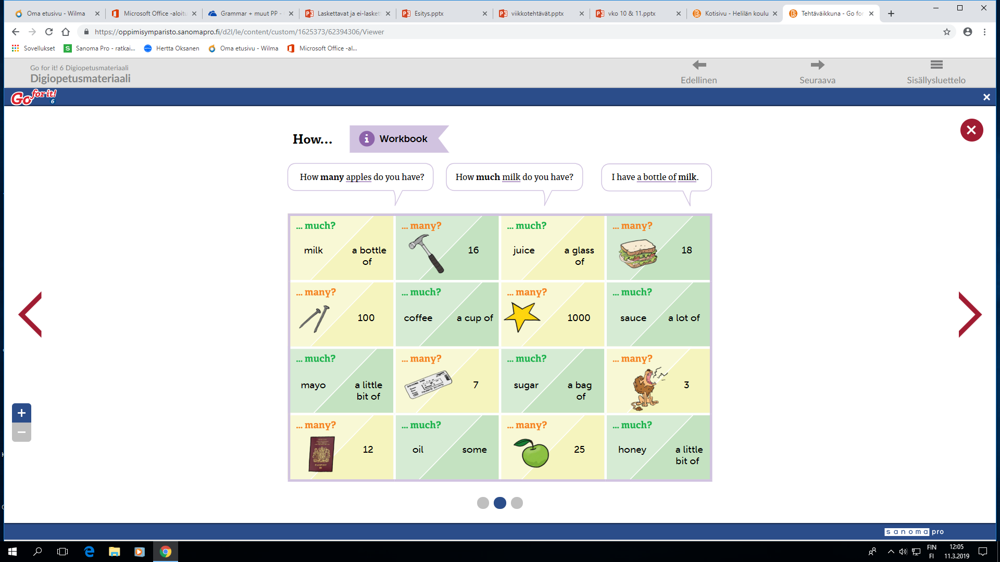 Oma etusivu - Wilma
Microsoft Office -aloitu
Grammar + muut PP -
Laskettavat ja ei-laskett
Esitys.pptx
viikkotehtävät.pptx
vko 10 & 11.pptx
Kotisivu - Helilän koulu
Tehtäväikkuna - Go for
https://oppimisymparisto.sanomapro.fi/d2l/le/content/custom/1625373/62394306/Viewer
Sovellukset
Sanoma Pro - ratkai...
Hertta Oksanen
Oma etusivu - Wilma
Microsoft Office -al...
Go for it! 6 Digiopetusmateriaali
Digiopetusmateriaali
Edellinen
Seuraava
Sisällysluettelo
Go for it!
6
How...
i Workbook
How many apples do you have?
How much milk do you have?
I have a bottle of milk.
... much?
milk
a bottle
of
... many?
16
... much?
juice
a glass
of
... many?
18
... many?
100
... much?
coffee
a cup of
... many?
1000
... much?
sauce
a lot of
... much?
mayo
a little
bit of
... many?
7
... much?
sugar
a bag
of
... many?
3
... many?
PASSPORT
12
... much?
oil
some
... many?
25
... much?
honey
a little
bit of
sanoma pro
FIN
FI
12:05
11.3.2019